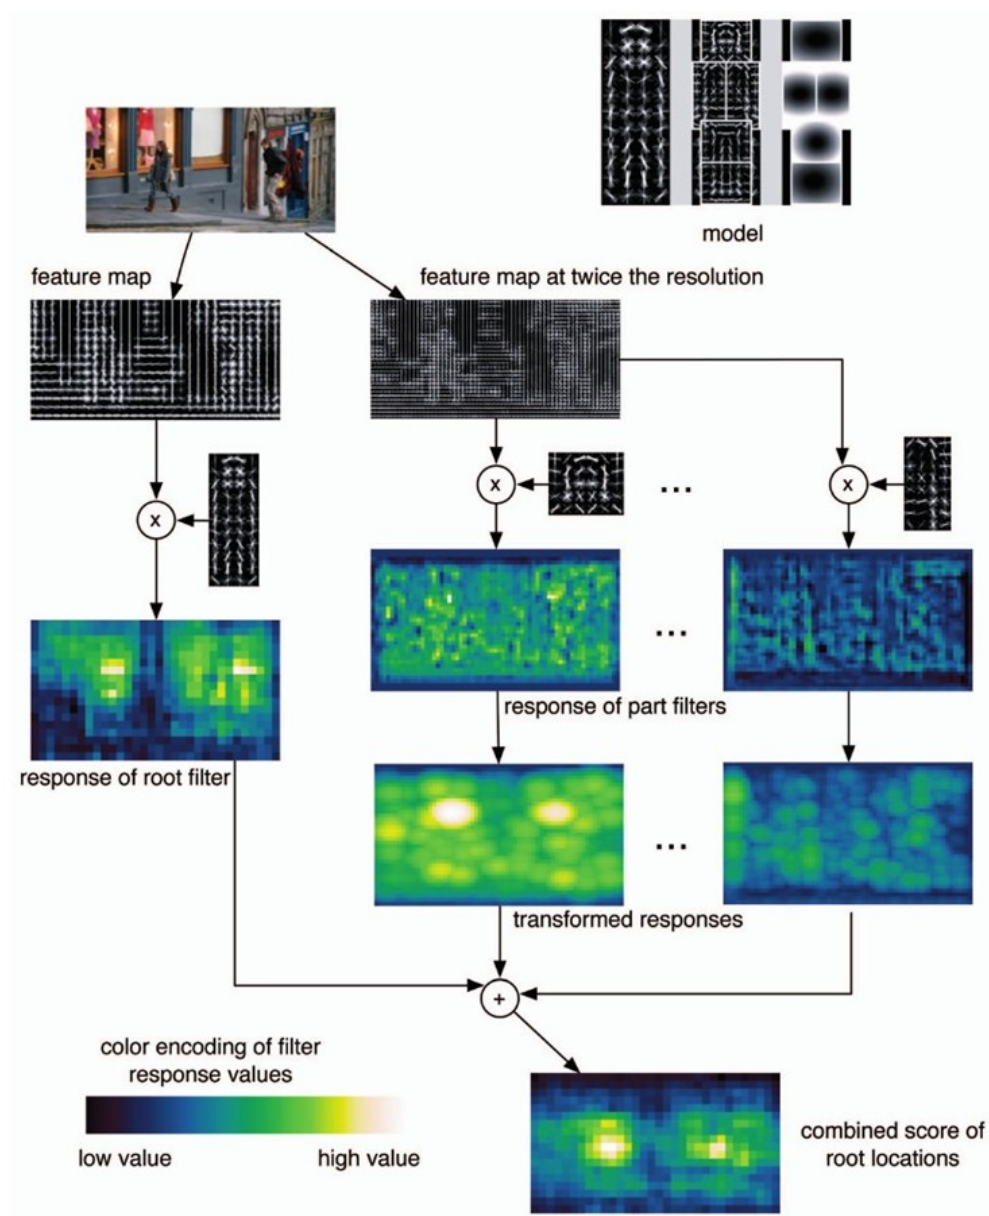 model
feature map
feature map at twice the resolution
x
x
...
x
...
response of part filters
response of root filter
...
transformed responses
+
color encoding of filter
response values
low value
high value
combined score of
root locations